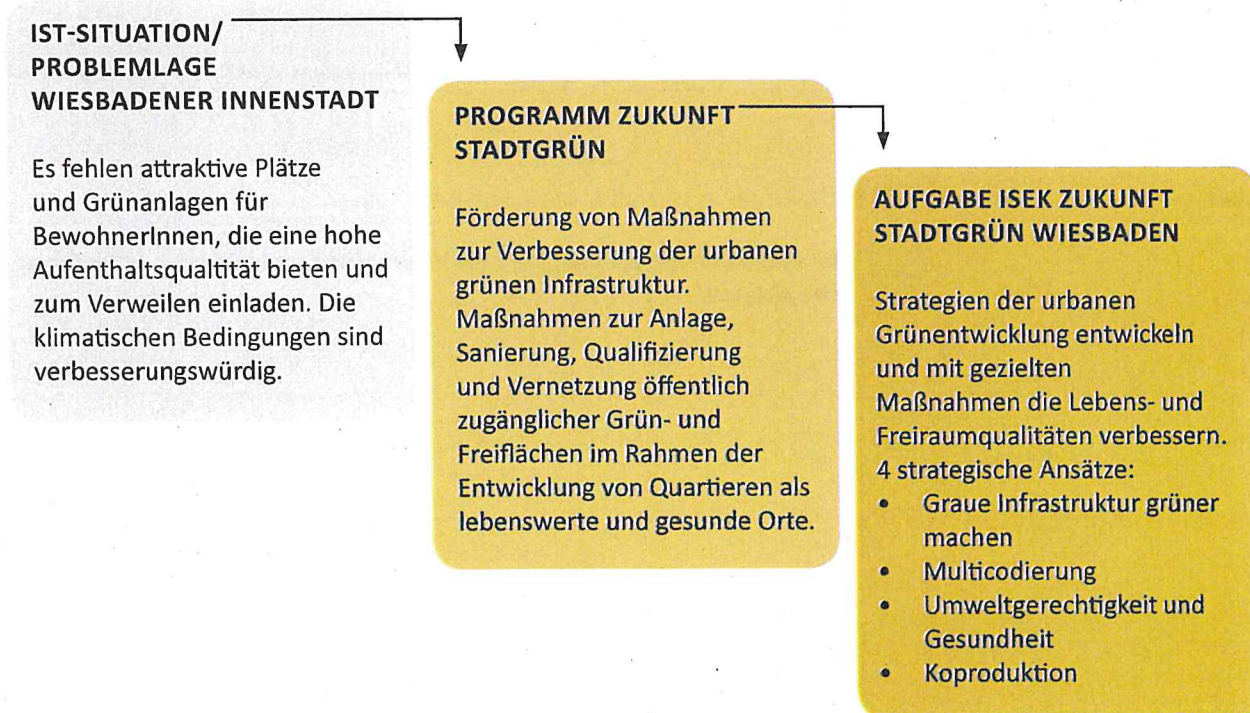 IST-SITUATION/
PROBLEMLAGE
WIESBADENER INNENSTADT
Es fehlen attraktive Plätze
und Grünanlagen für
BewohnerInnen, die eine hohe
Aufenthaltsqualtität bieten und
zum Verweilen einladen. Die
klimatischen Bedingungen sind
verbesserungswürdig.
PROGRAMM ZUKUNFT
STADTGRÜN
Förderung von Maßnahmen
zur Verbesserung der urbanen
grünen Infrastruktur.
Maßnahmen zur Anlage,
Sanierung, Qualifizierung
und Vernetzung öffentlich
zugänglicher Grün- und
Freiflächen im Rahmen der
Entwicklung von Quartieren als
lebenswerte und gesunde Orte.
AUFGABE ISEK ZUKUNFT
STADTGRÜN WIESBADEN
Strategien der urbanen
Grünentwicklung entwickeln
und mit gezielten
Maßnahmen die Lebens- und
Freiraumqualitäten verbessern.
4 strategische Ansätze:
• Graue Infrastruktur grüner
machen
• Multicodierung
• Umweltgerechtigkeit und
Gesundheit
• Koproduktion